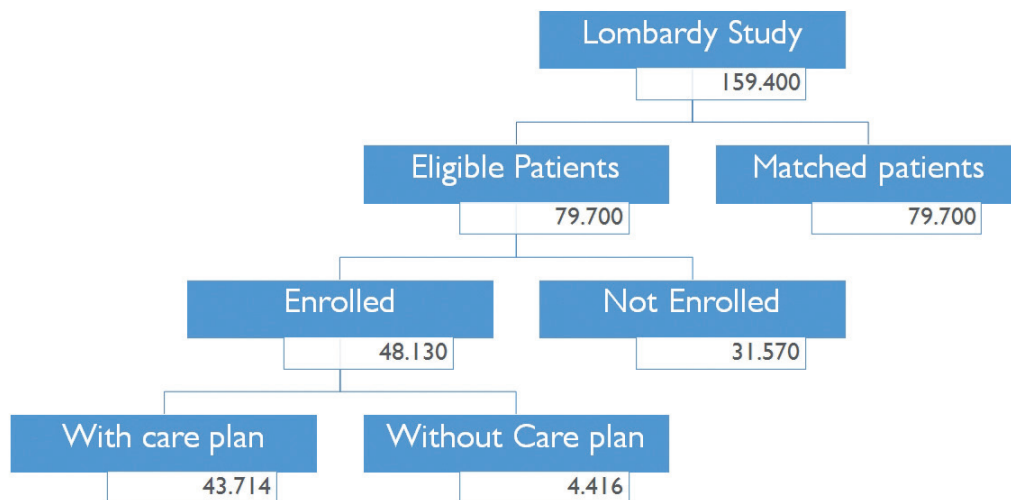 Lombardy Study
159.400
Eligible Patients
79.700
Matched patients
79.700
Enrolled
48.130
Not Enrolled
31.570
With care plan
43.714
Without Care plan
4.416